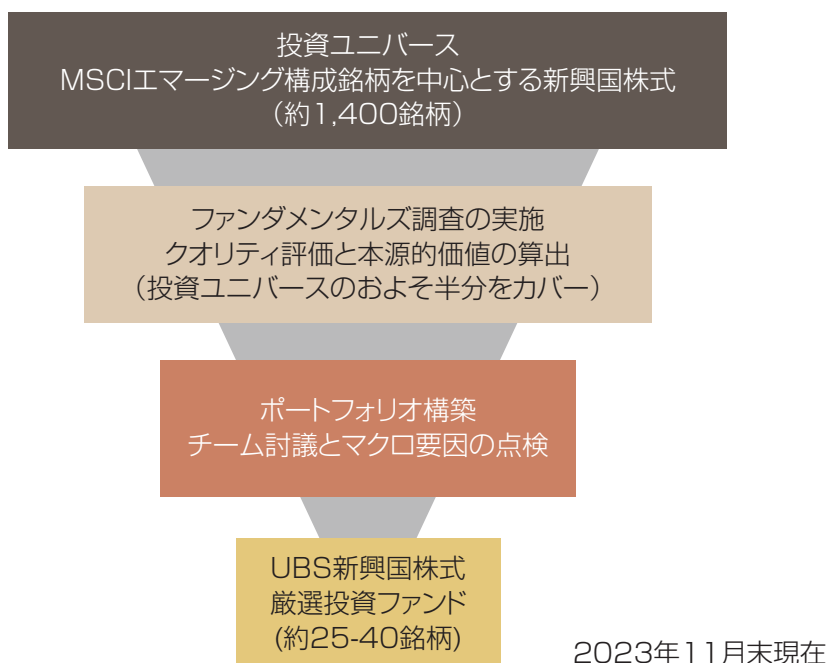 投資ユニバース
MSCIエマージング構成銘柄を中心とする新興国株式
（約1,400銘柄）
ファンダメンタルズ調査の実施
クオリティ評価と本源的価値の算出
（投資ユニバースのおよそ半分をカバー）
ポートフォリオ構築
チーム討議とマクロ要因の点検
UBS新興国株式
厳選投資ファンド
(約25-40銘柄)
2023年11月末現在